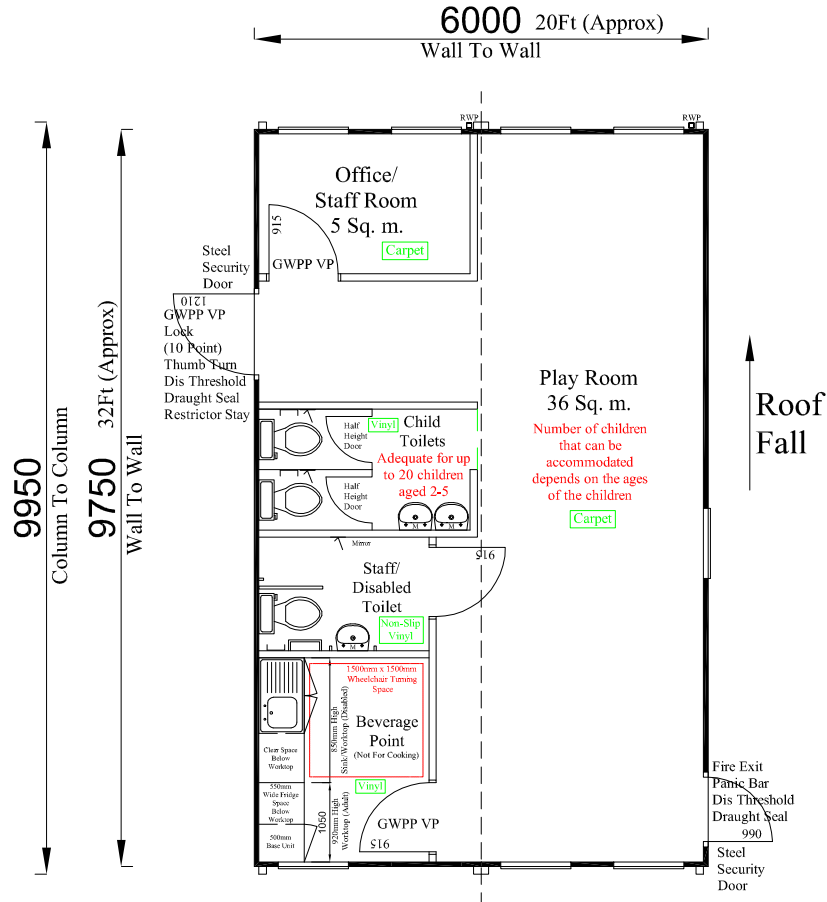 6000 20Ft (Approx)
Wall To Wall
RWP
RWP
Office/
Staff Room
5 Sq. m.
915
Carpet
GWPP VP
Steel
Security
Door
1210
GWPP VP
Lock
(10 Point)
Thumb Turn
Dis Threshold
Draught Seal
Restrictor Stay
9950
Column To Column
9750 32Ft (Approx)
Wall To Wall
Play Room
36 Sq. m.
Number of children
that can be
accommodated
depends on the ages
of the children
Carpet
Roof
Fall
Half
Height
Door
Vinyl
Child
Toilets
Adequate for up
to 20 children
aged 2-5
Half
Height
Door
M
M
Mirror
915
Staff/
Disabled
Toilet
Non-Slip
Vinyl
M
1500mm x 1500mm
Wheelchair Turning
Space
850mm High
Sink/Worktop (Disabled)
Beverage
Point
(Not For Cooking)
Clear Space
Below
Worktop
550mm
Wide Fridge
Space
Below
Worktop
500mm
Base Unit
1050
920mm High
Worktop (Adult)
Vinyl
GWPP VP
915
Fire Exit
Panic Bar
Dis Threshold
Draught Seal
990
Steel
Security
Door